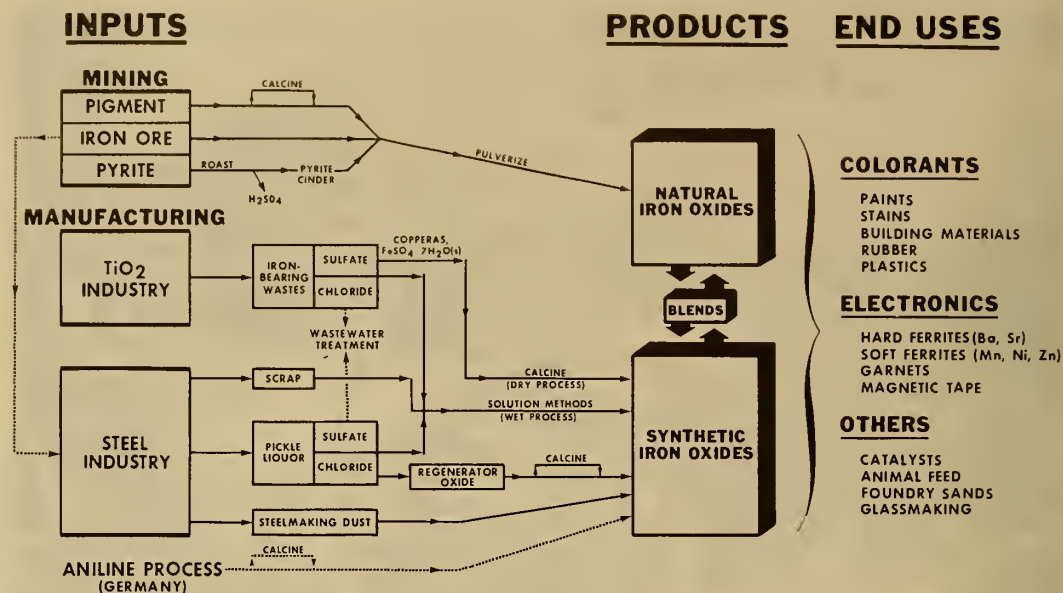 INPUTS
PRODUCTS
END USES
MINING
PIGMENT
IRON ORE
PYRITE
CALCINE
ROAST
H2SO4
PYRITE
CINDER
PULVERIZE
NATURAL
IRON OXIDES
MANUFACTURING
TiO2
INDUSTRY
IRON-
BEARING
WASTES
SULFATE
CHLORIDE
COPPERAS,
FeSO4 7H2O(s)
WASTEWATER
TREATMENT
BLENDS
STEEL
INDUSTRY
SCRAP
PICKLE
LIQUOR
SULFATE
CHLORIDE
CALCINE
(DRY PROCESS)
SOLUTION METHODS
(WET PROCESS)
REGENERATOR
OXIDE
CALCINE
STEELMAKING DUST
SYNTHETIC
IRON OXIDES
CALCINE
ANILINE PROCESS
(GERMANY)
COLORANTS
PAINTS
STAINS
BUILDING MATERIALS
RUBBER
PLASTICS
ELECTRONICS
HARD FERRITES (Ba, Sr)
SOFT FERRITES (Mn, Ni, Zn)
GARNETS
MAGNETIC TAPE
OTHERS
CATALYSTS
ANIMAL FEED
FOUNDRY SANDS
GLASSMAKING